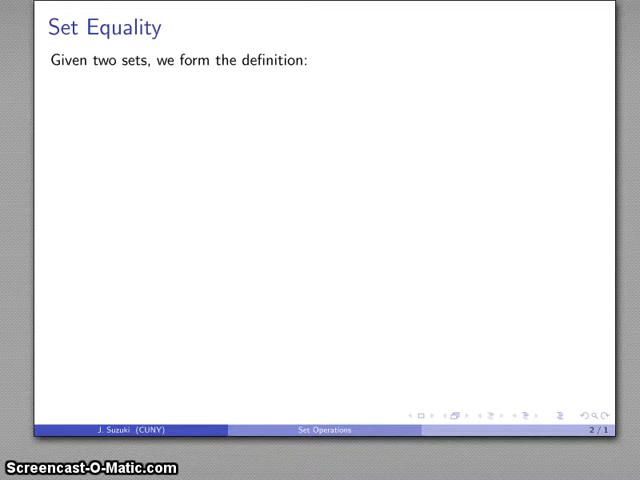 Set Equality
Given two sets, we form the definition:
J. Suzuki (CUNY)
Set Operations
2 / 1
Screencast-O-Matic.com